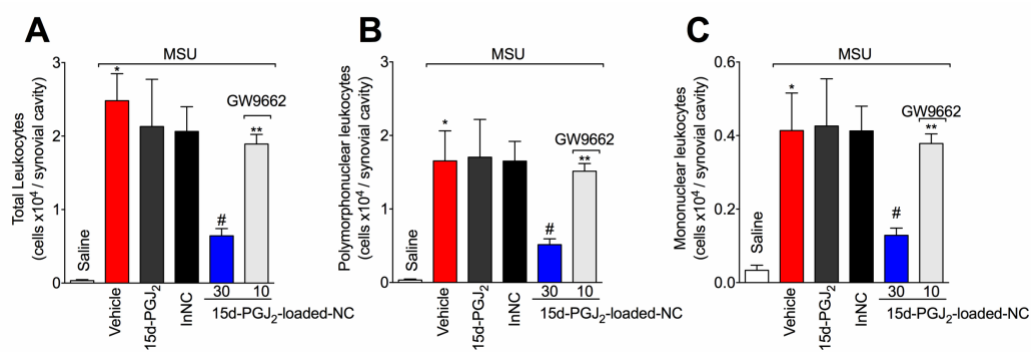 A
MSU
Total Leukocytes
(cells x10⁴ / synovial cavity)
3
2
1
0
Saline
*
#
GW9662
**
Vehicle
15d-PGJ₂
InNC
30
10
15d-PGJ₂-loaded-NC
B
MSU
Polymorphonuclear leukocytes
(cells x10⁴ / synovial cavity)
3
2
1
0
Saline
*
#
GW9662
**
Vehicle
15d-PGJ₂
InNC
30
10
15d-PGJ₂-loaded-NC
C
MSU
Mononuclear leukocytes
(cells x10⁴ / synovial cavity)
0.6
0.4
0.2
0.0
Saline
*
#
GW9662
**
Vehicle
15d-PGJ₂
InNC
30
10
15d-PGJ₂-loaded-NC